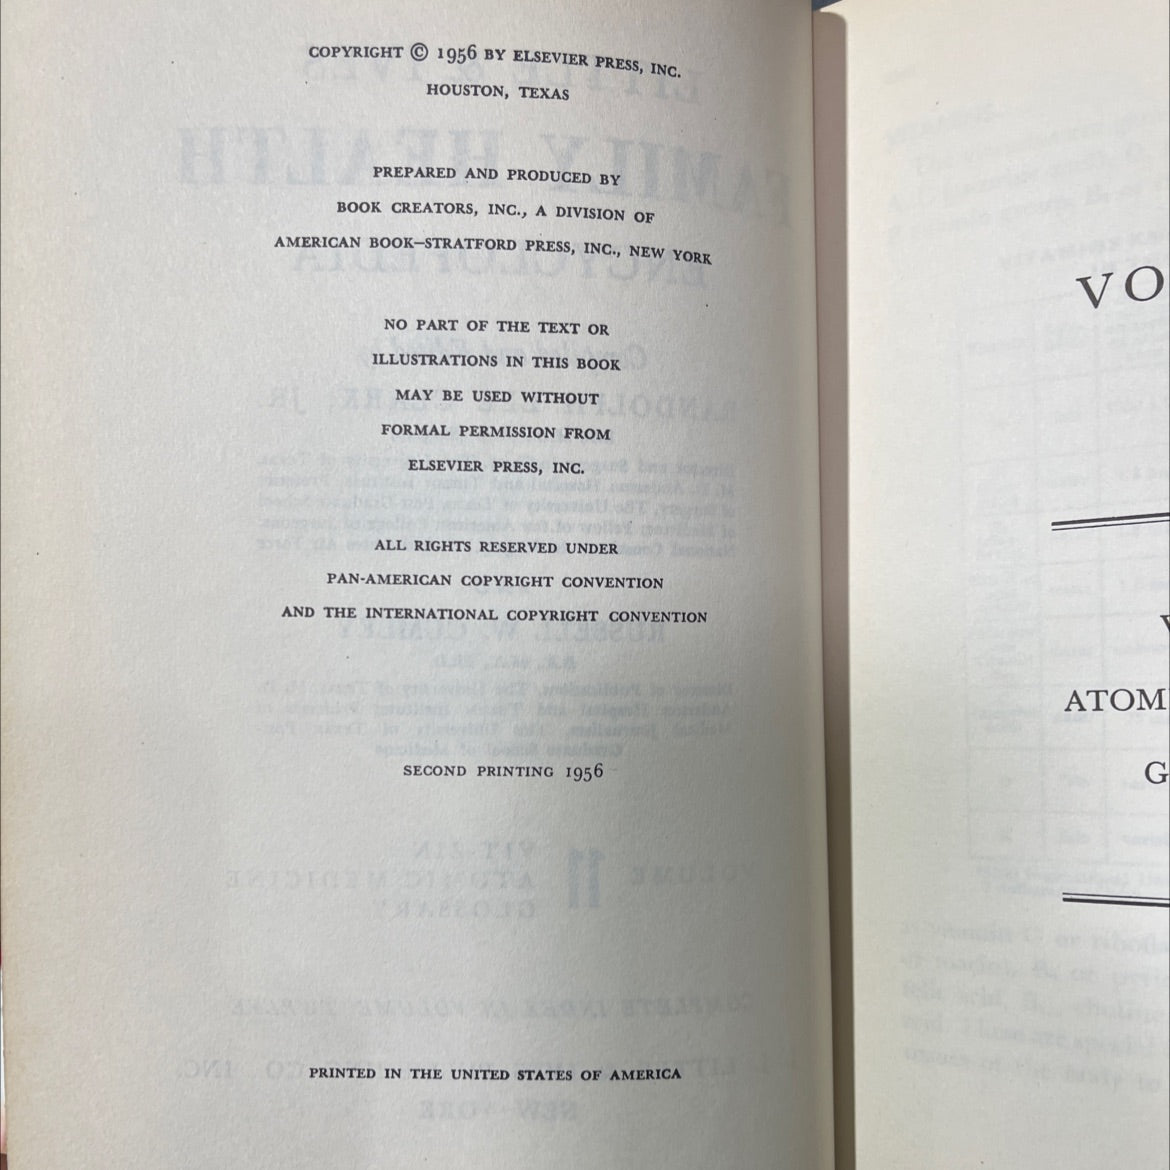 COPYRIGHT © 1956 BY ELSEVIER PRESS, INC.
HOUSTON, TEXAS
PREPARED AND PRODUCED BY
BOOK CREATORS, INC., A DIVISION OF
AMERICAN BOOK—STRATFORD PRESS, INC., NEW YORK
NO PART OF THE TEXT OR
ILLUSTRATIONS IN THIS BOOK
MAY BE USED WITHOUT
FORMAL PERMISSION FROM
ELSEVIER PRESS, INC.
ALL RIGHTS RESERVED UNDER
PAN-AMERICAN COPYRIGHT CONVENTION
AND THE INTERNATIONAL COPYRIGHT CONVENTION
SECOND PRINTING 1956
PRINTED IN THE UNITED STATES OF AMERICA
VO
ATOM
G